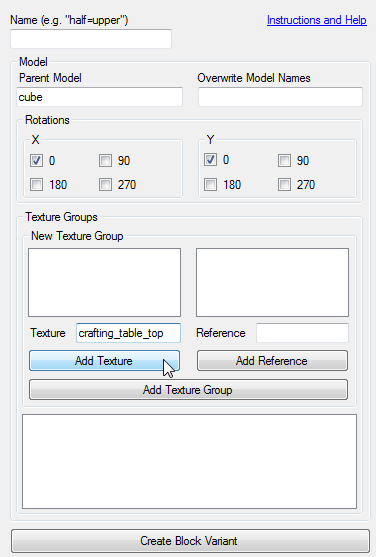 Name (e.g. "half=upper") Instructions and Help
Model
Parent Model Overwrite Model Names
cube
Rotations
X Y
0 90 0 90
180 270 180 270
Texture Groups
New Texture Group
Texture crafting_table_top Reference
Add Texture Add Reference
Add Texture Group
Create Block Variant